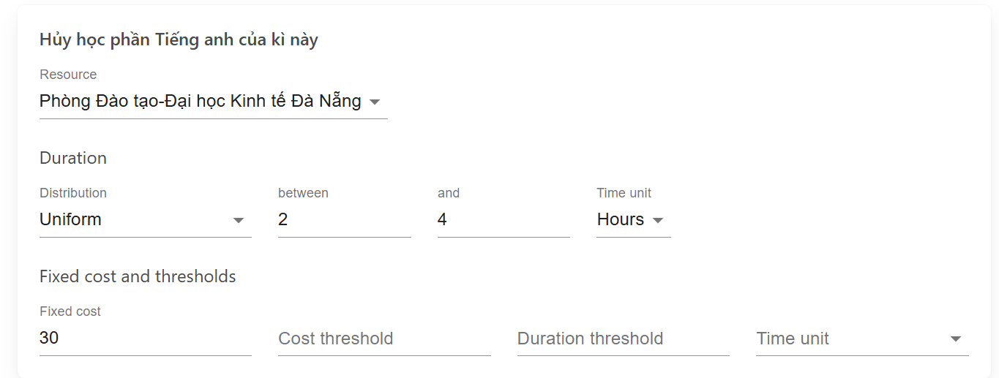 Hủy học phần Tiếng anh của kì này
Resource
Phòng Đào tạo-Đại học Kinh tế Đà Nẵng
Duration
Distribution between and Time unit
Uniform 2 4 Hours
Fixed cost and thresholds
Fixed cost
30 Cost threshold Duration threshold Time unit